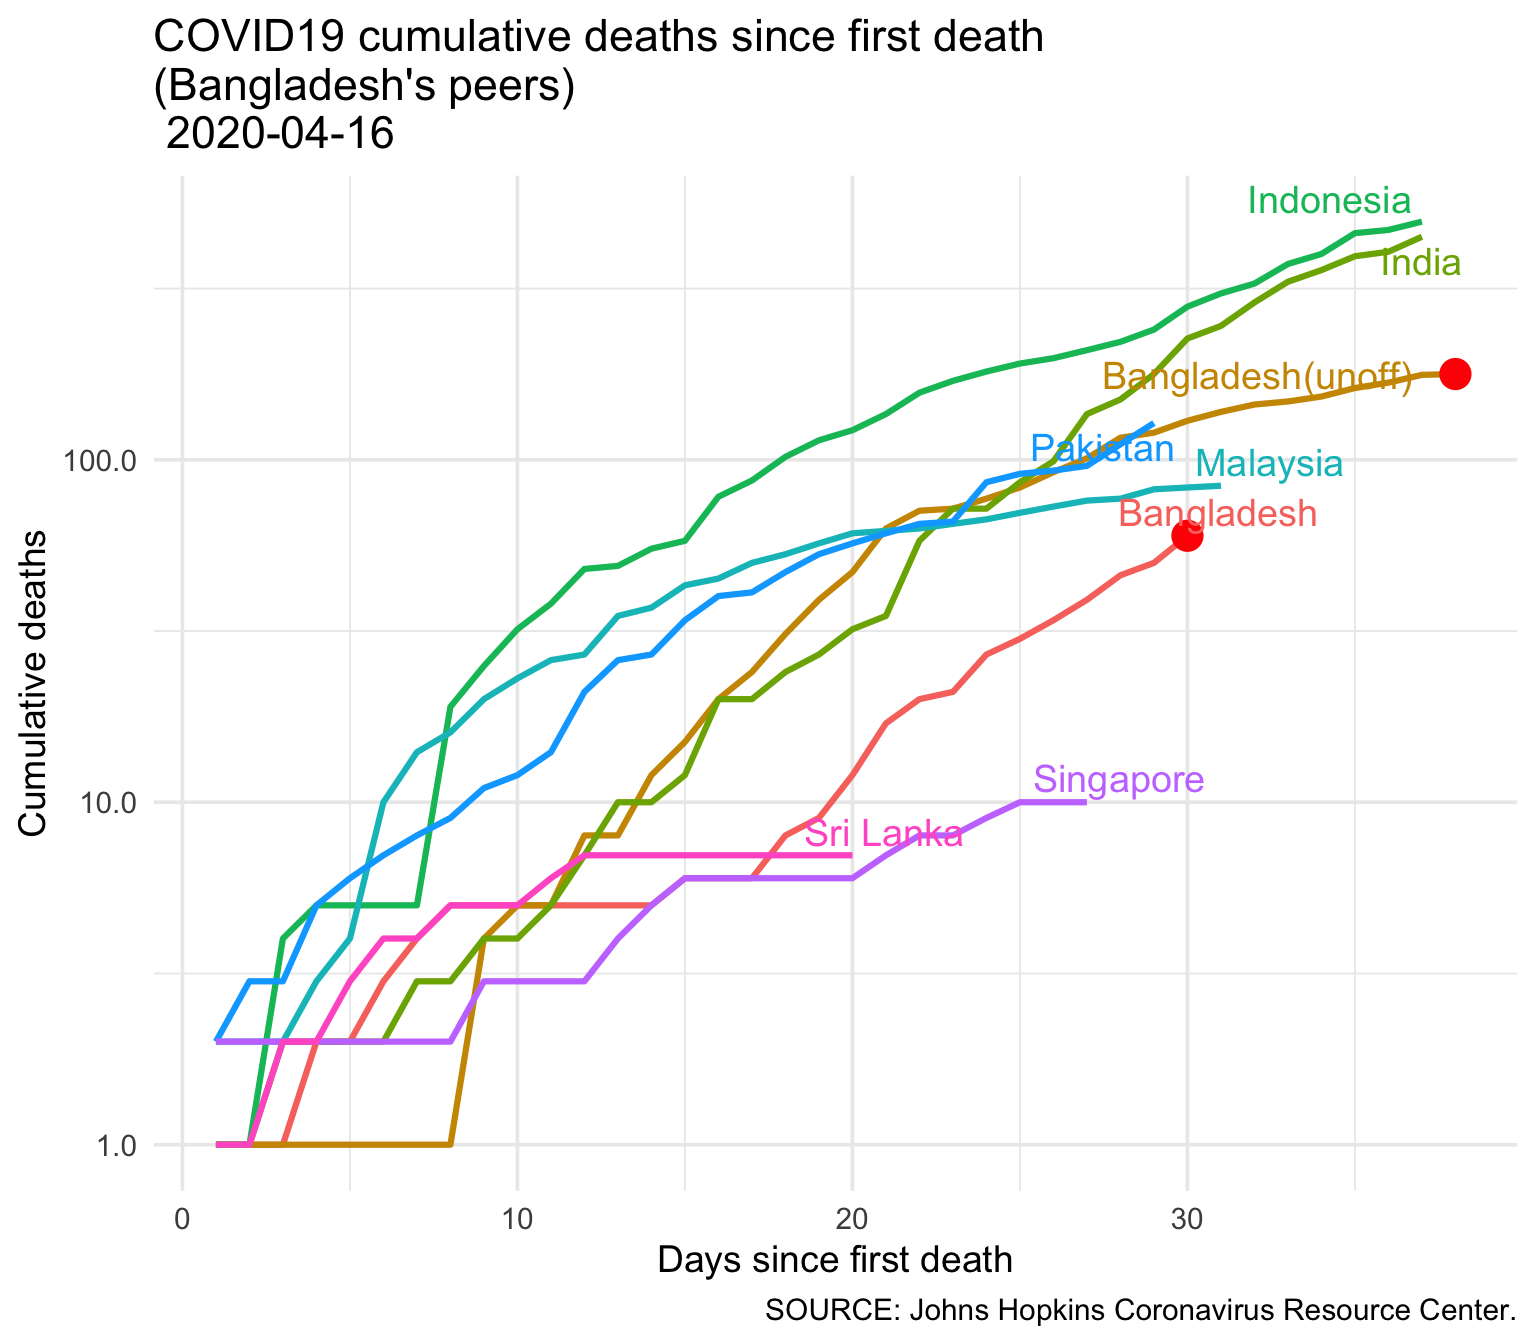 COVID19 cumulative deaths since first death
(Bangladesh's peers)
2020-04-16
Indonesia
India
Bangladesh(unoff)
Pakistan
Malaysia
Bangladesh
Singapore
Sri Lanka
Cumulative deaths
100.0
10.0
1.0
0 10 20 30
Days since first death
SOURCE: Johns Hopkins Coronavirus Resource Center.